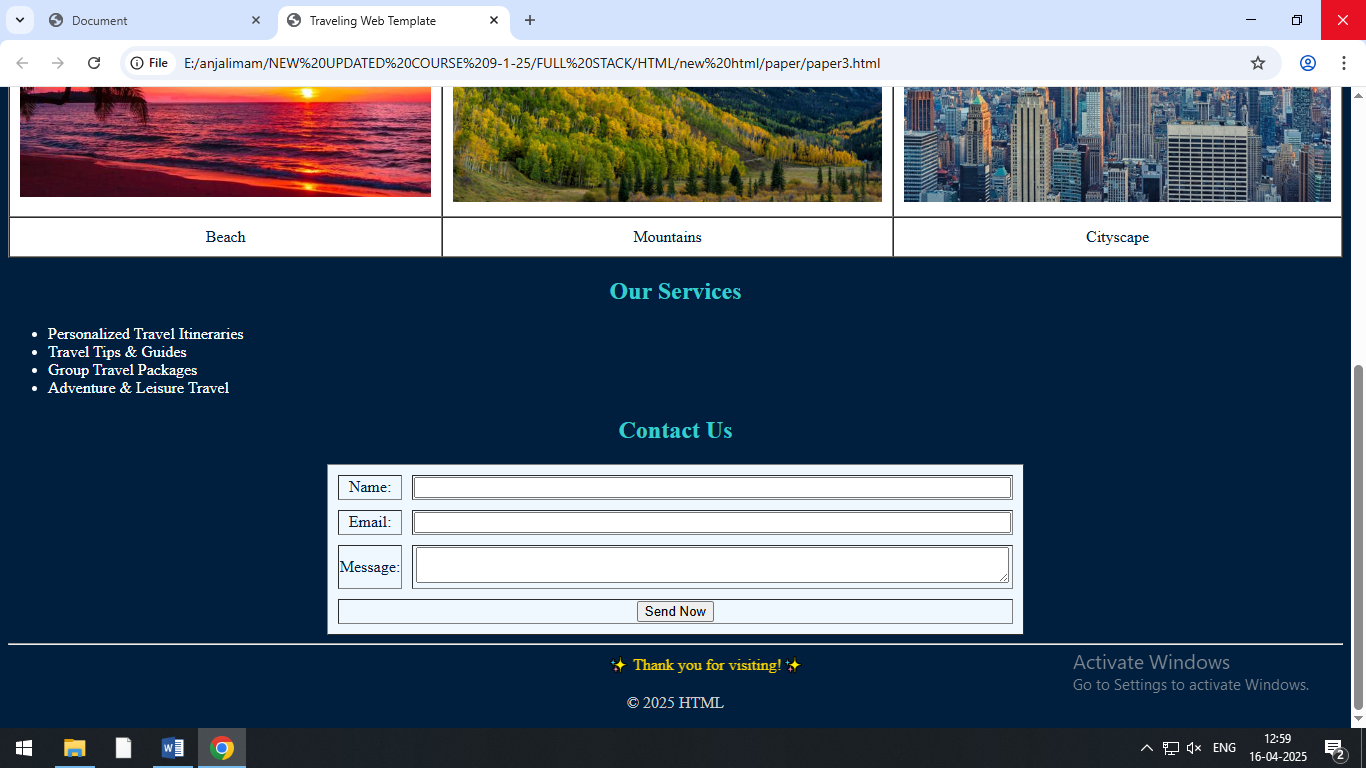 Document
Traveling Web Template
File
E:/anjalimam/NEW%20UPDATED%20COURSE%209-1-25/FULL%20STACK/HTML/new%20html/paper/paper3.html
Beach Mountains Cityscape
Our Services
• Personalized Travel Itineraries
• Travel Tips & Guides
• Group Travel Packages
• Adventure & Leisure Travel
Contact Us
Name:
Email:
Message:
Send Now
✨ Thank you for visiting! ✨
© 2025 HTML
Activate Windows
Go to Settings to activate Windows.
ENG
12:59
16-04-2025
2